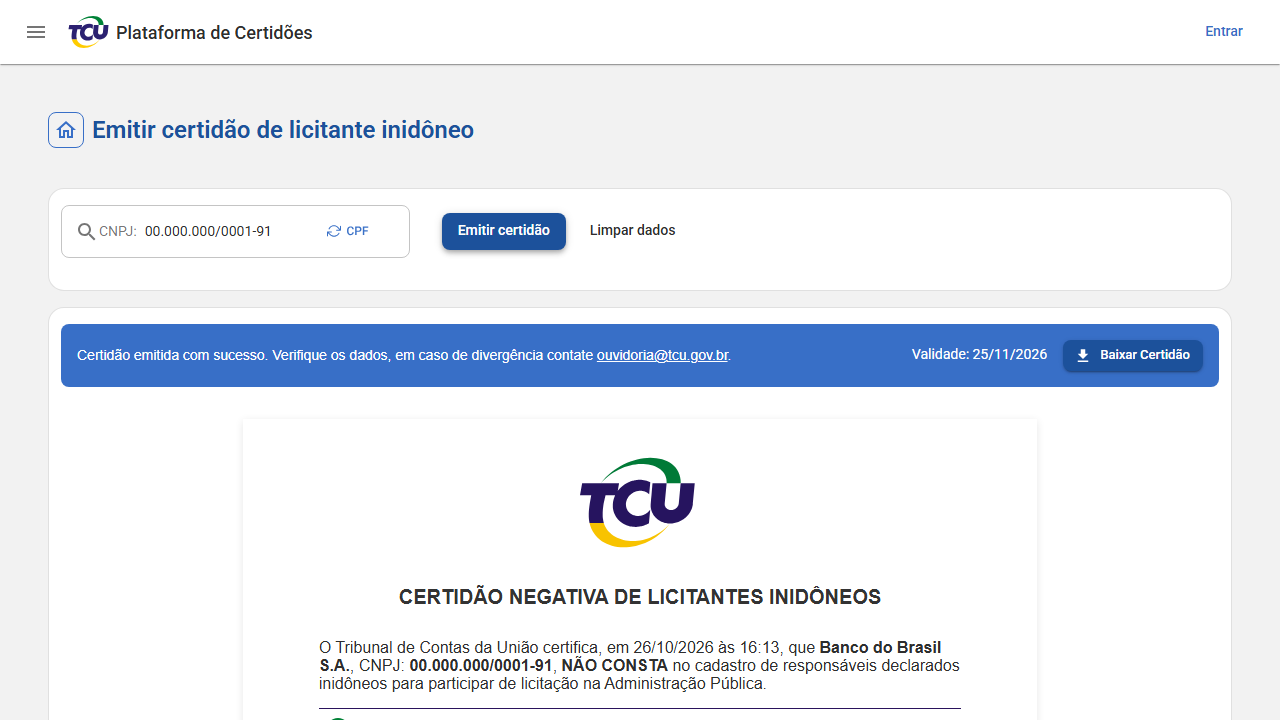 TCU Plataforma de Certidões
Entrar
Emitir certidão de licitante inidôneo
CNPJ: 00.000.000/0001-91
CPF
Emitir certidão
Limpar dados
Certidão emitida com sucesso. Verifique os dados, em caso de divergência contate ouvidoria@tcu.gov.br.
Validade: 25/11/2026
Baixar Certidão
TCU
CERTIDÃO NEGATIVA DE LICITANTES INIDÔNEOS
O Tribunal de Contas da União certifica, em 26/10/2026 às 16:13, que Banco do Brasil
S.A., CNPJ: 00.000.000/0001-91, NÃO CONSTA no cadastro de responsáveis declarados
inidôneos para participar de licitação na Administração Pública.